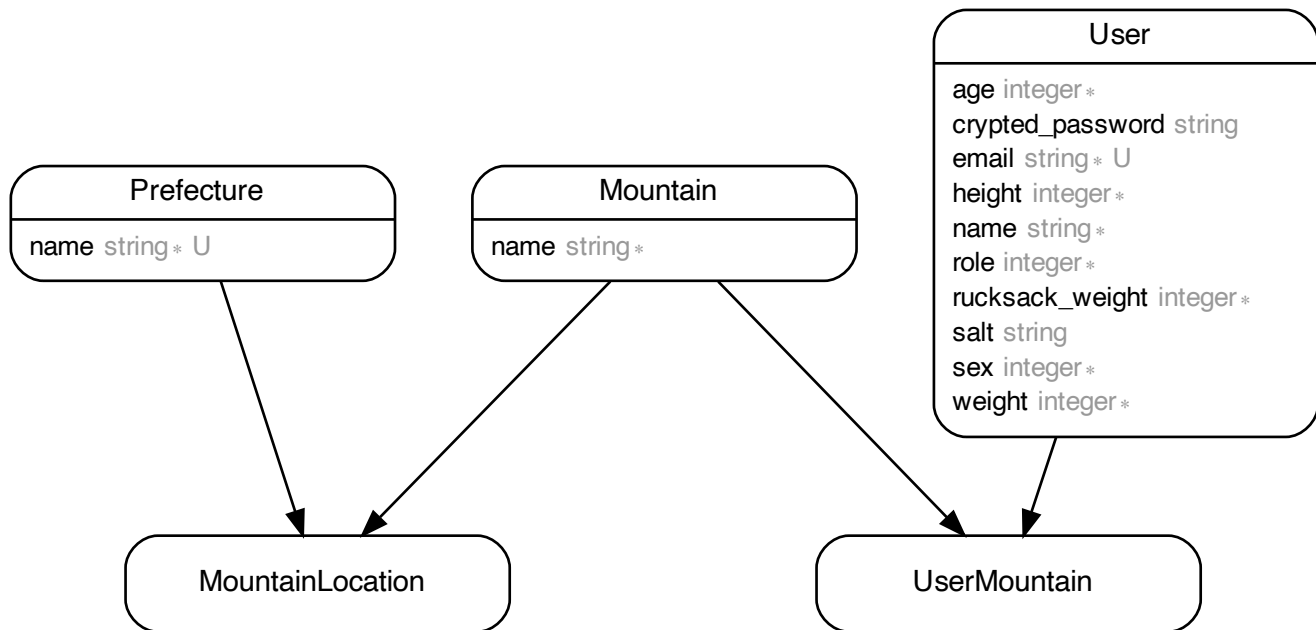 User
age integer ∗
crypted_password string
email string ∗ U
height integer ∗
name string ∗
role integer ∗
rucksack_weight integer ∗
salt string
sex integer ∗
weight integer ∗
Prefecture
name string ∗ U
Mountain
name string ∗
MountainLocation
UserMountain